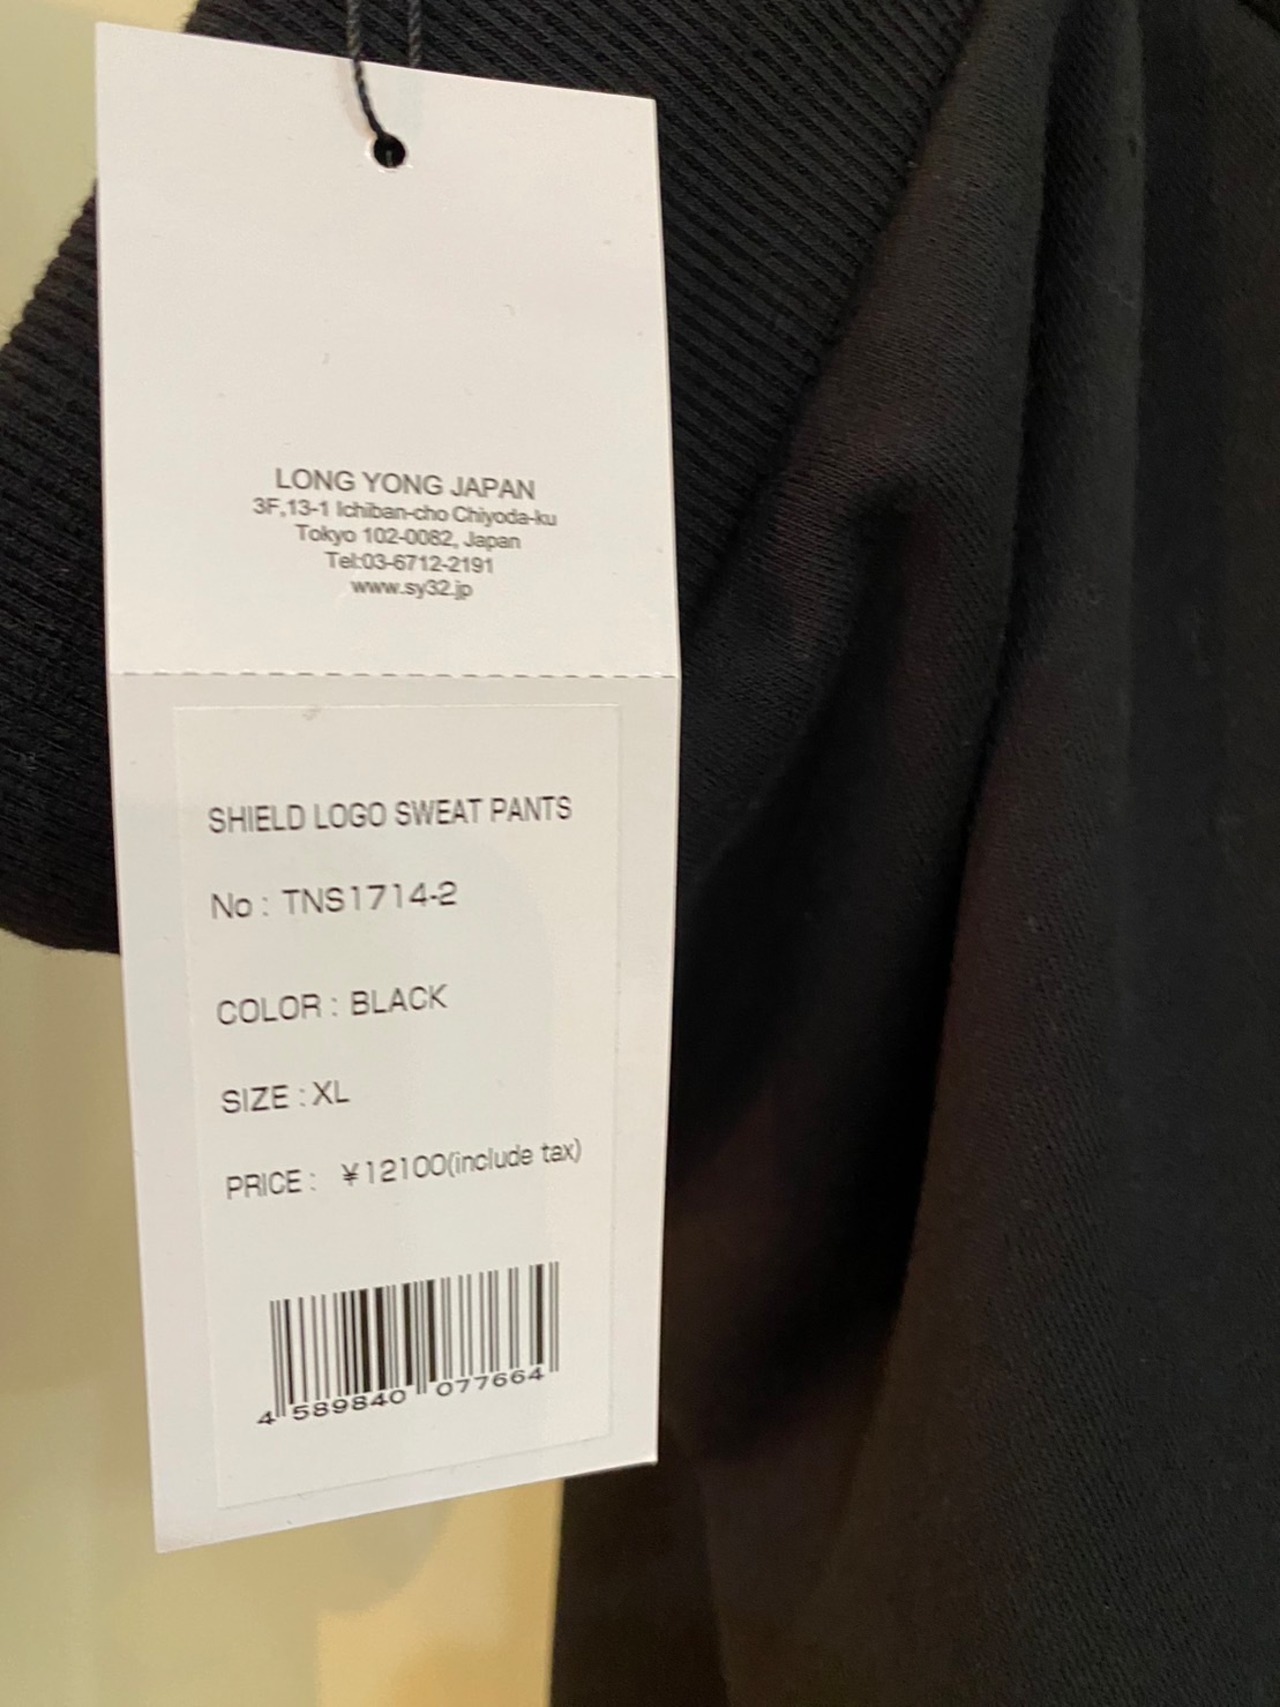 LONG YONG JAPAN
3F,13-1 Ichiban-cho Chiyoda-ku
Tokyo 102-0082, Japan
Tel:03-6712-2191
www.sy32.jp
SHIELD LOGO SWEAT PANTS
No : TNS1714-2
COLOR : BLACK
SIZE : XL
PRICE : ¥12100(include tax)
4 589840 077664